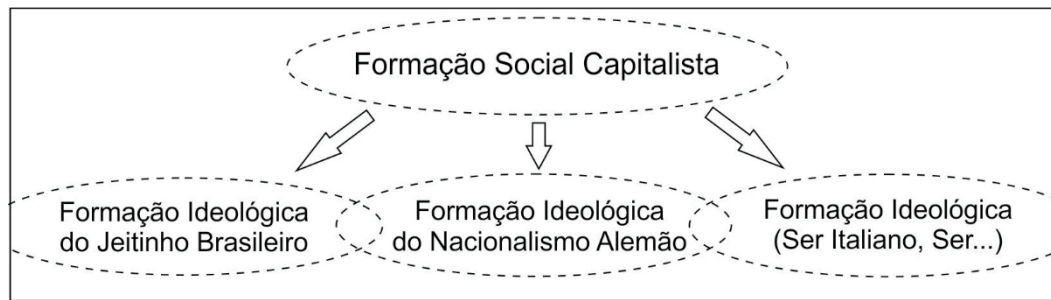 Formação Social Capitalista
Formação Ideológica
do Jeitinho Brasileiro
Formação Ideológica
do Nacionalismo Alemão
Formação Ideológica
(Ser Italiano, Ser...)